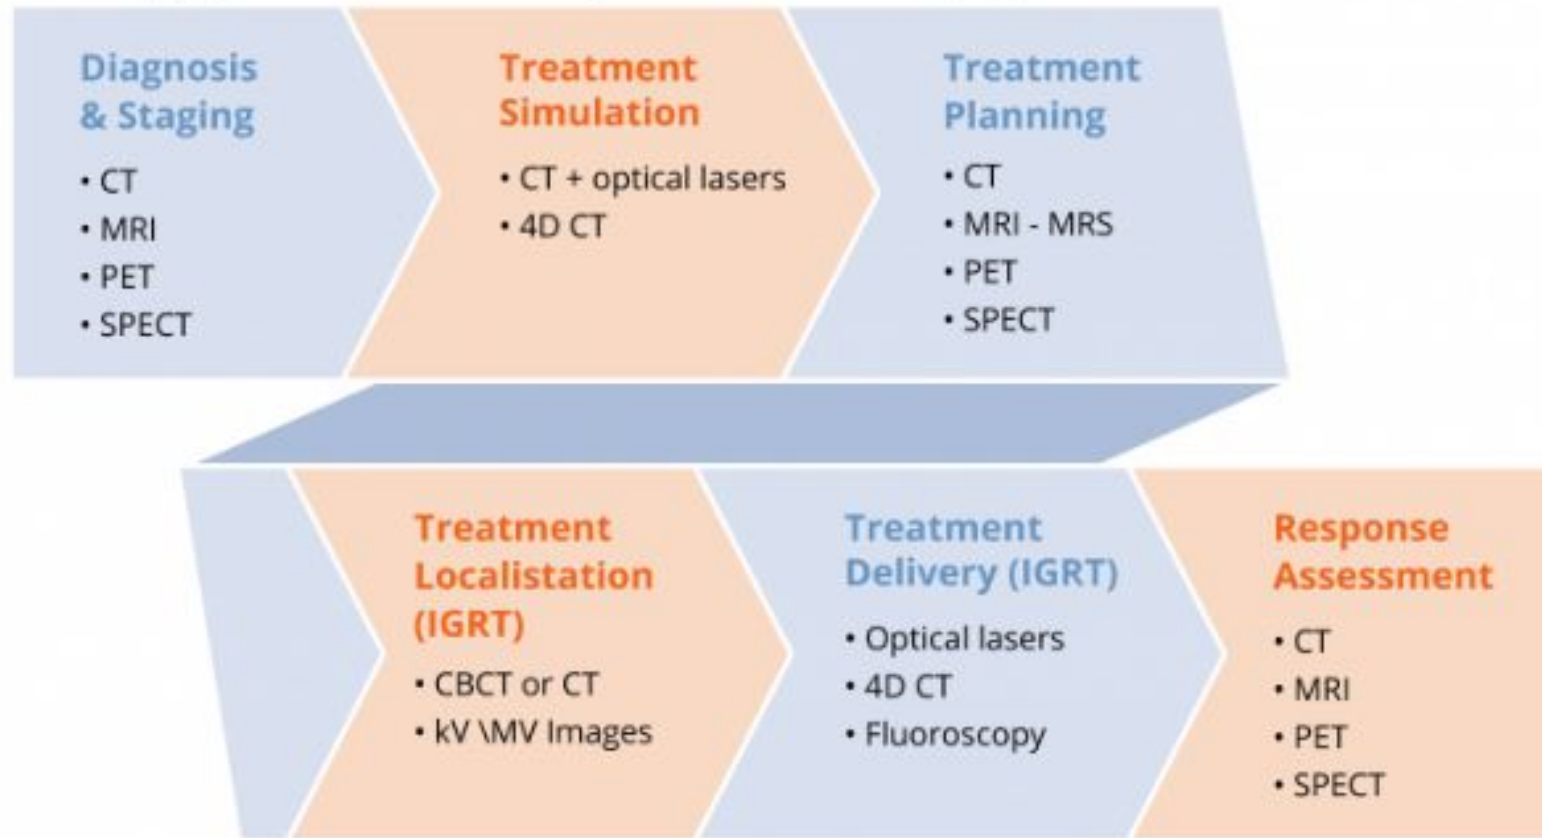 Diagnosis
& Staging
• CT
• MRI
• PET
• SPECT
Treatment
Simulation
• CT + optical lasers
• 4D CT
Treatment
Planning
• CT
• MRI - MRS
• PET
• SPECT
Treatment
Localistation
(IGRT)
• CBCT or CT
• kV \MV Images
Treatment
Delivery (IGRT)
• Optical lasers
• 4D CT
• Fluoroscopy
Response
Assessment
• CT
• MRI
• PET
• SPECT